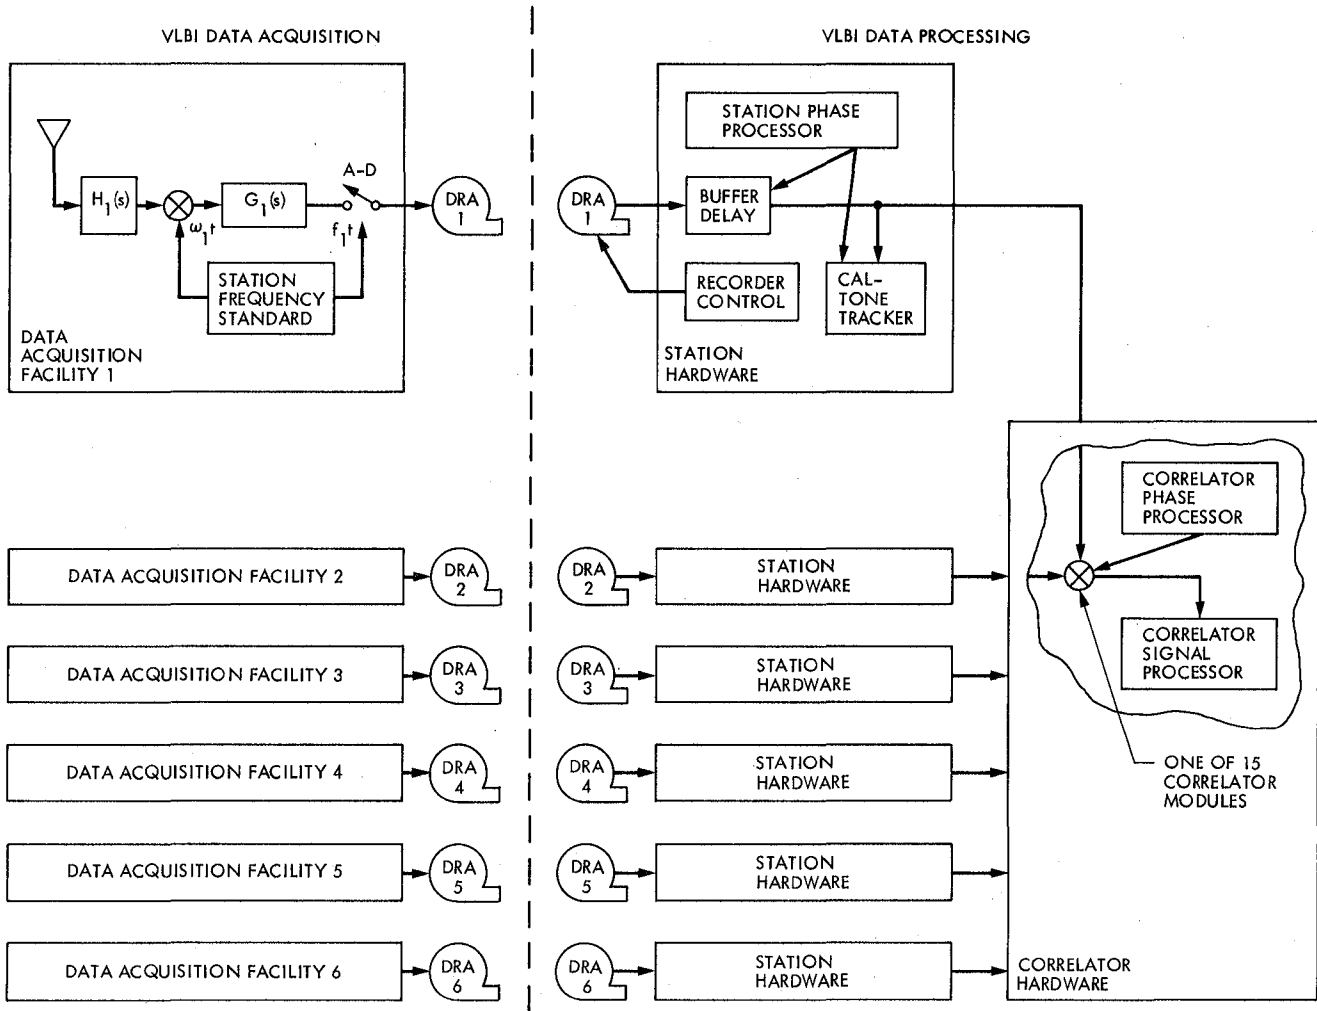 VLBI DATA ACQUISITION
VLBI DATA PROCESSING
H₁(s)
G₁(s)
A-D
ω₁t
f₁t
STATION
FREQUENCY
STANDARD
DATA
ACQUISITION
FACILITY 1
DRA
1
DRA
1
STATION PHASE
PROCESSOR
BUFFER
DELAY
RECORDER
CONTROL
CAL-
TONE
TRACKER
STATION
HARDWARE
CORRELATOR
PHASE
PROCESSOR
CORRELATOR
SIGNAL
PROCESSOR
ONE OF 15
CORRELATOR
MODULES
CORRELATOR
HARDWARE
DATA ACQUISITION FACILITY 2
DRA
2
DRA
2
STATION
HARDWARE
DATA ACQUISITION FACILITY 3
DRA
3
DRA
3
STATION
HARDWARE
DATA ACQUISITION FACILITY 4
DRA
4
DRA
4
STATION
HARDWARE
DATA ACQUISITION FACILITY 5
DRA
5
DRA
5
STATION
HARDWARE
DATA ACQUISITION FACILITY 6
DRA
6
DRA
6
STATION
HARDWARE